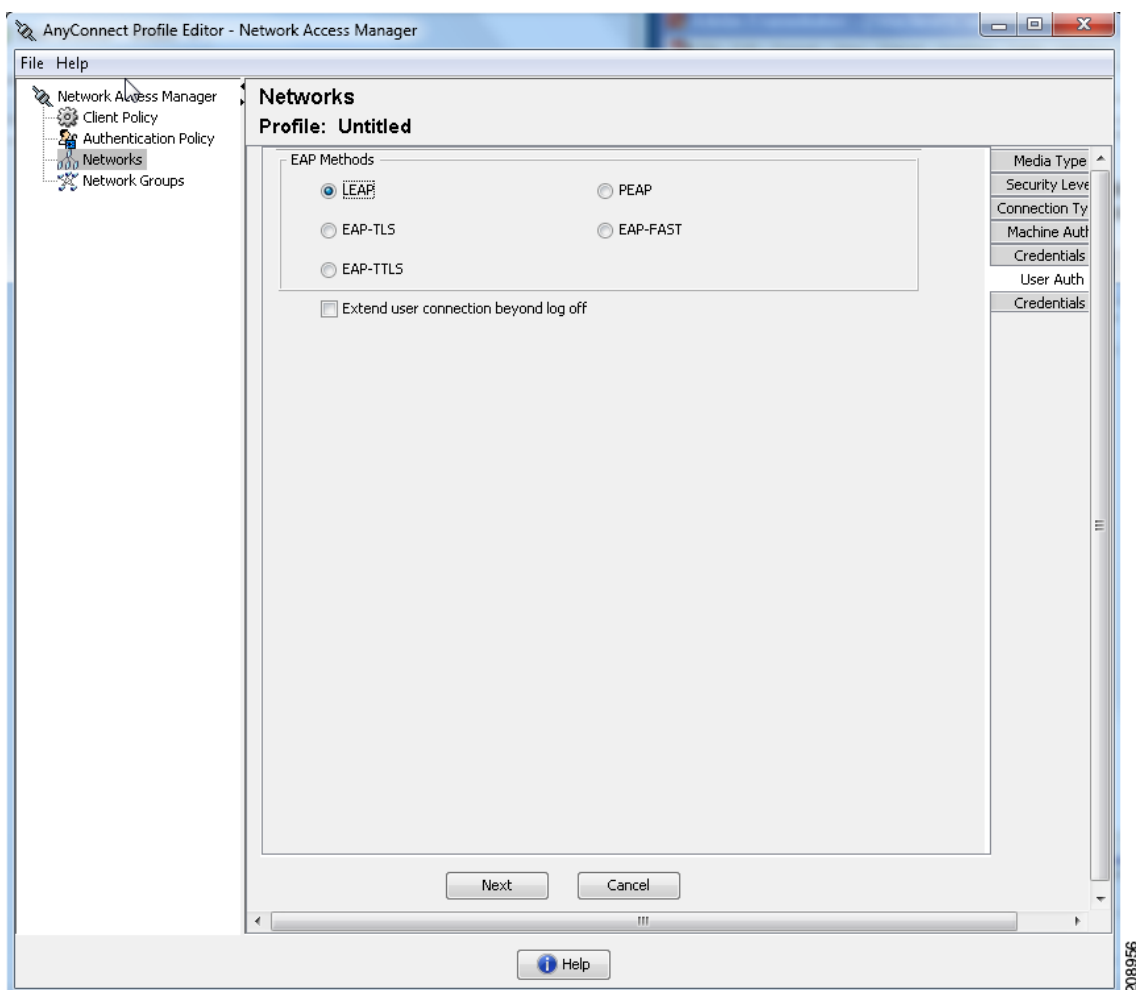 AnyConnect Profile Editor - Network Access Manager
File Help
Network Access Manager
Client Policy
Authentication Policy
Networks
Network Groups
Networks
Profile: Untitled
EAP Methods
LEAP
PEAP
EAP-TLS
EAP-FAST
EAP-TTLS
Extend user connection beyond log off
Media Type
Security Leve
Connection Ty
Machine Auth
Credentials
User Auth
Credentials
Next
Cancel
Help
208956